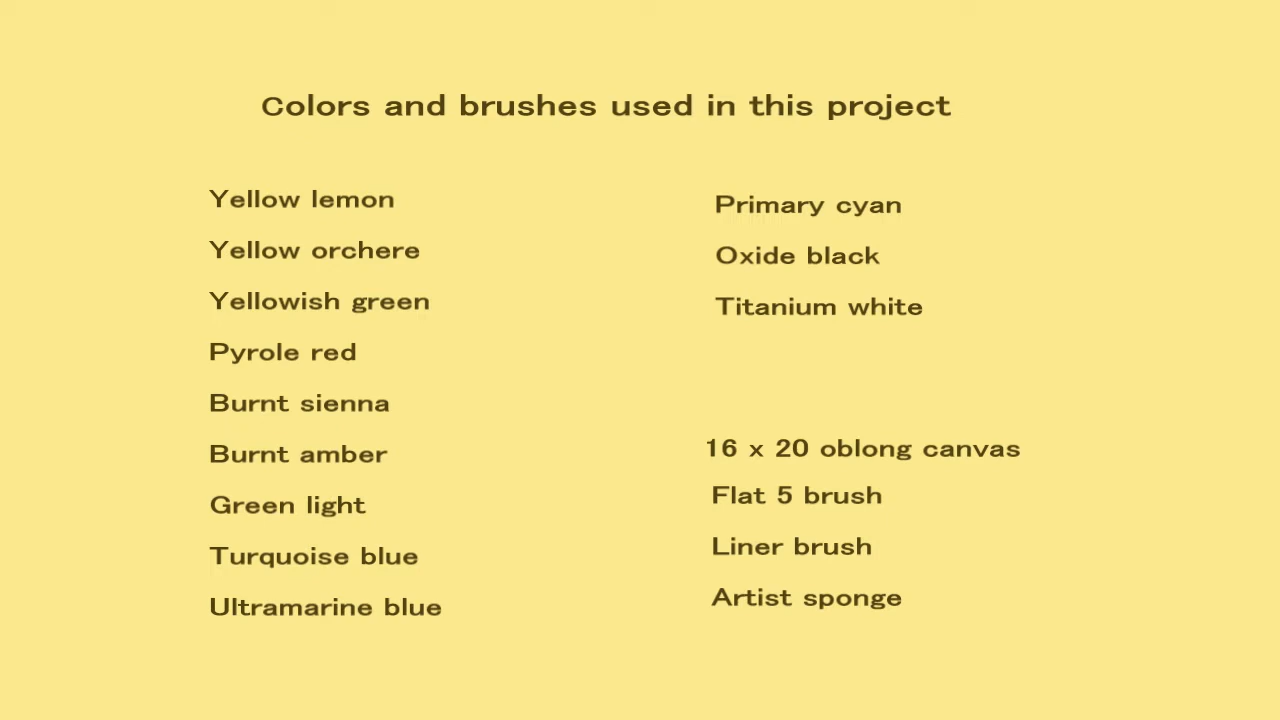 Colors and brushes used in this project
Yellow lemon
Yellow orchere
Yellowish green
Pyrole red
Burnt sienna
Burnt amber
Green light
Turquoise blue
Ultramarine blue
Primary cyan
Oxide black
Titanium white
16 x 20 oblong canvas
Flat 5 brush
Liner brush
Artist sponge